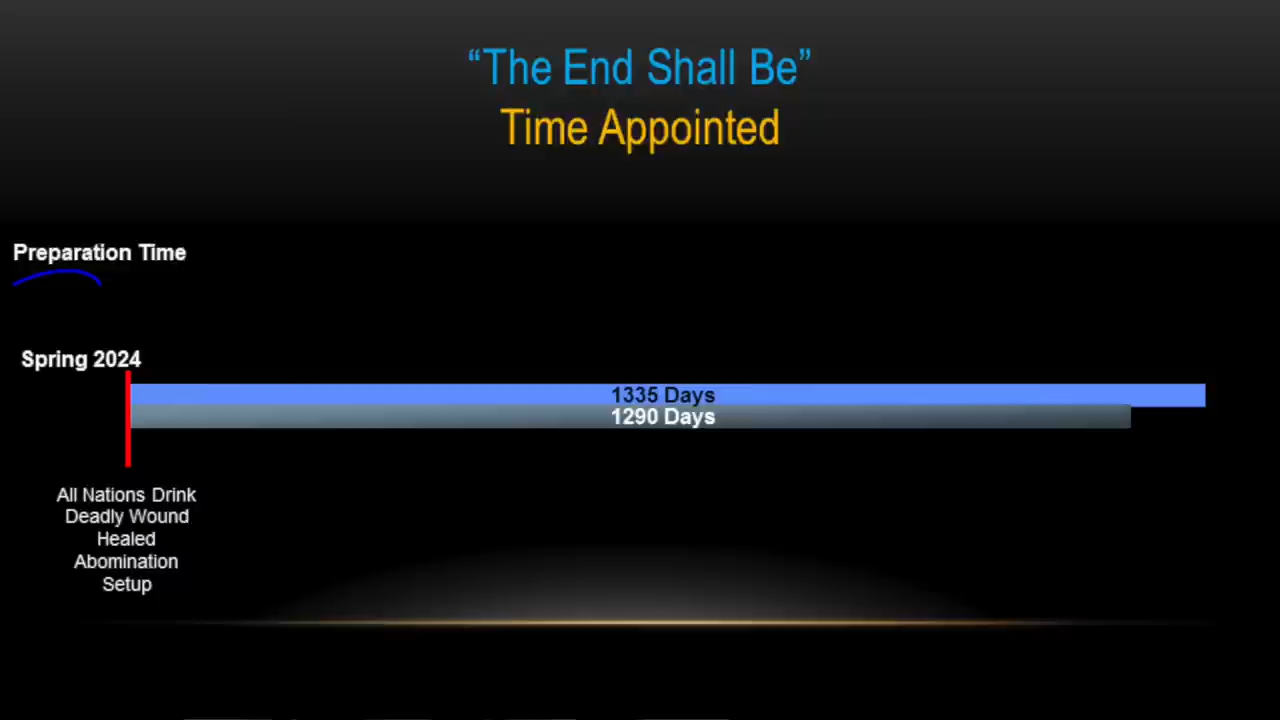 “The End Shall Be”
Time Appointed
Preparation Time
Spring 2024
1335 Days
1290 Days
All Nations Drink
Deadly Wound
Healed
Abomination
Setup